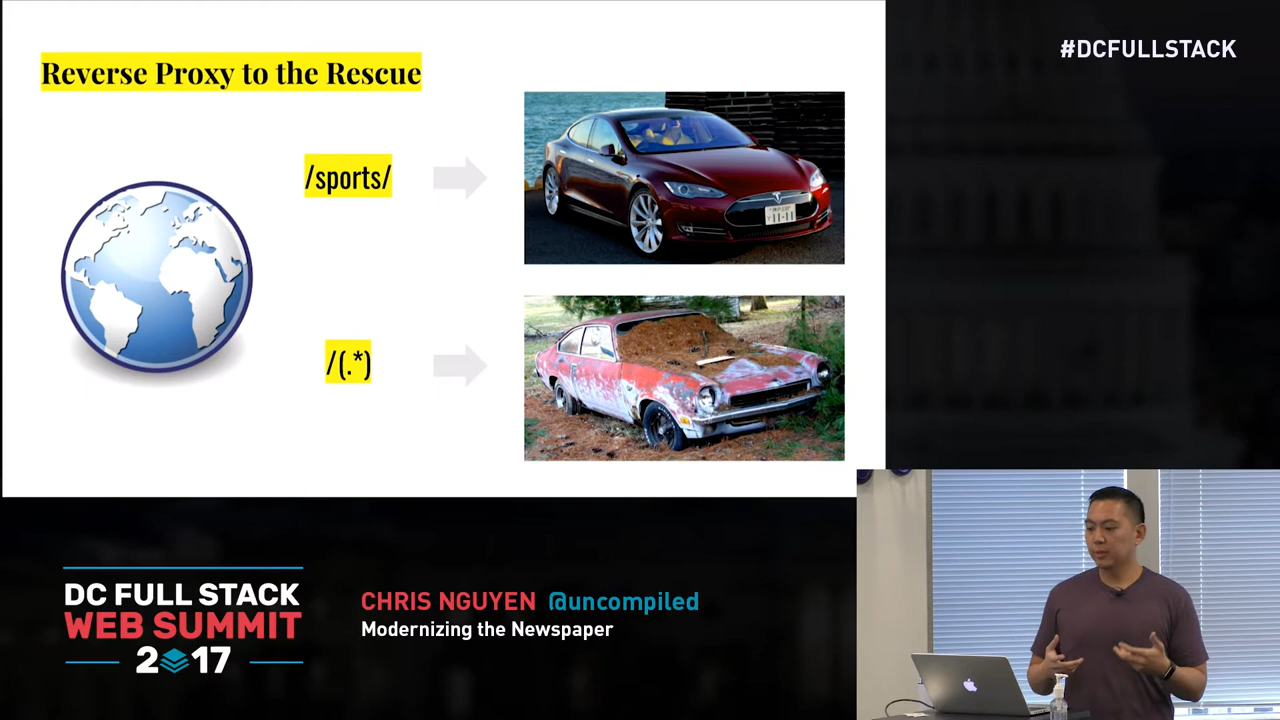 Reverse Proxy to the Rescue
#DCFULLSTACK
/sports/
/(.*)
DC FULL STACK
WEB SUMMIT
2017
CHRIS NGUYEN @uncompiled
Modernizing the Newspaper